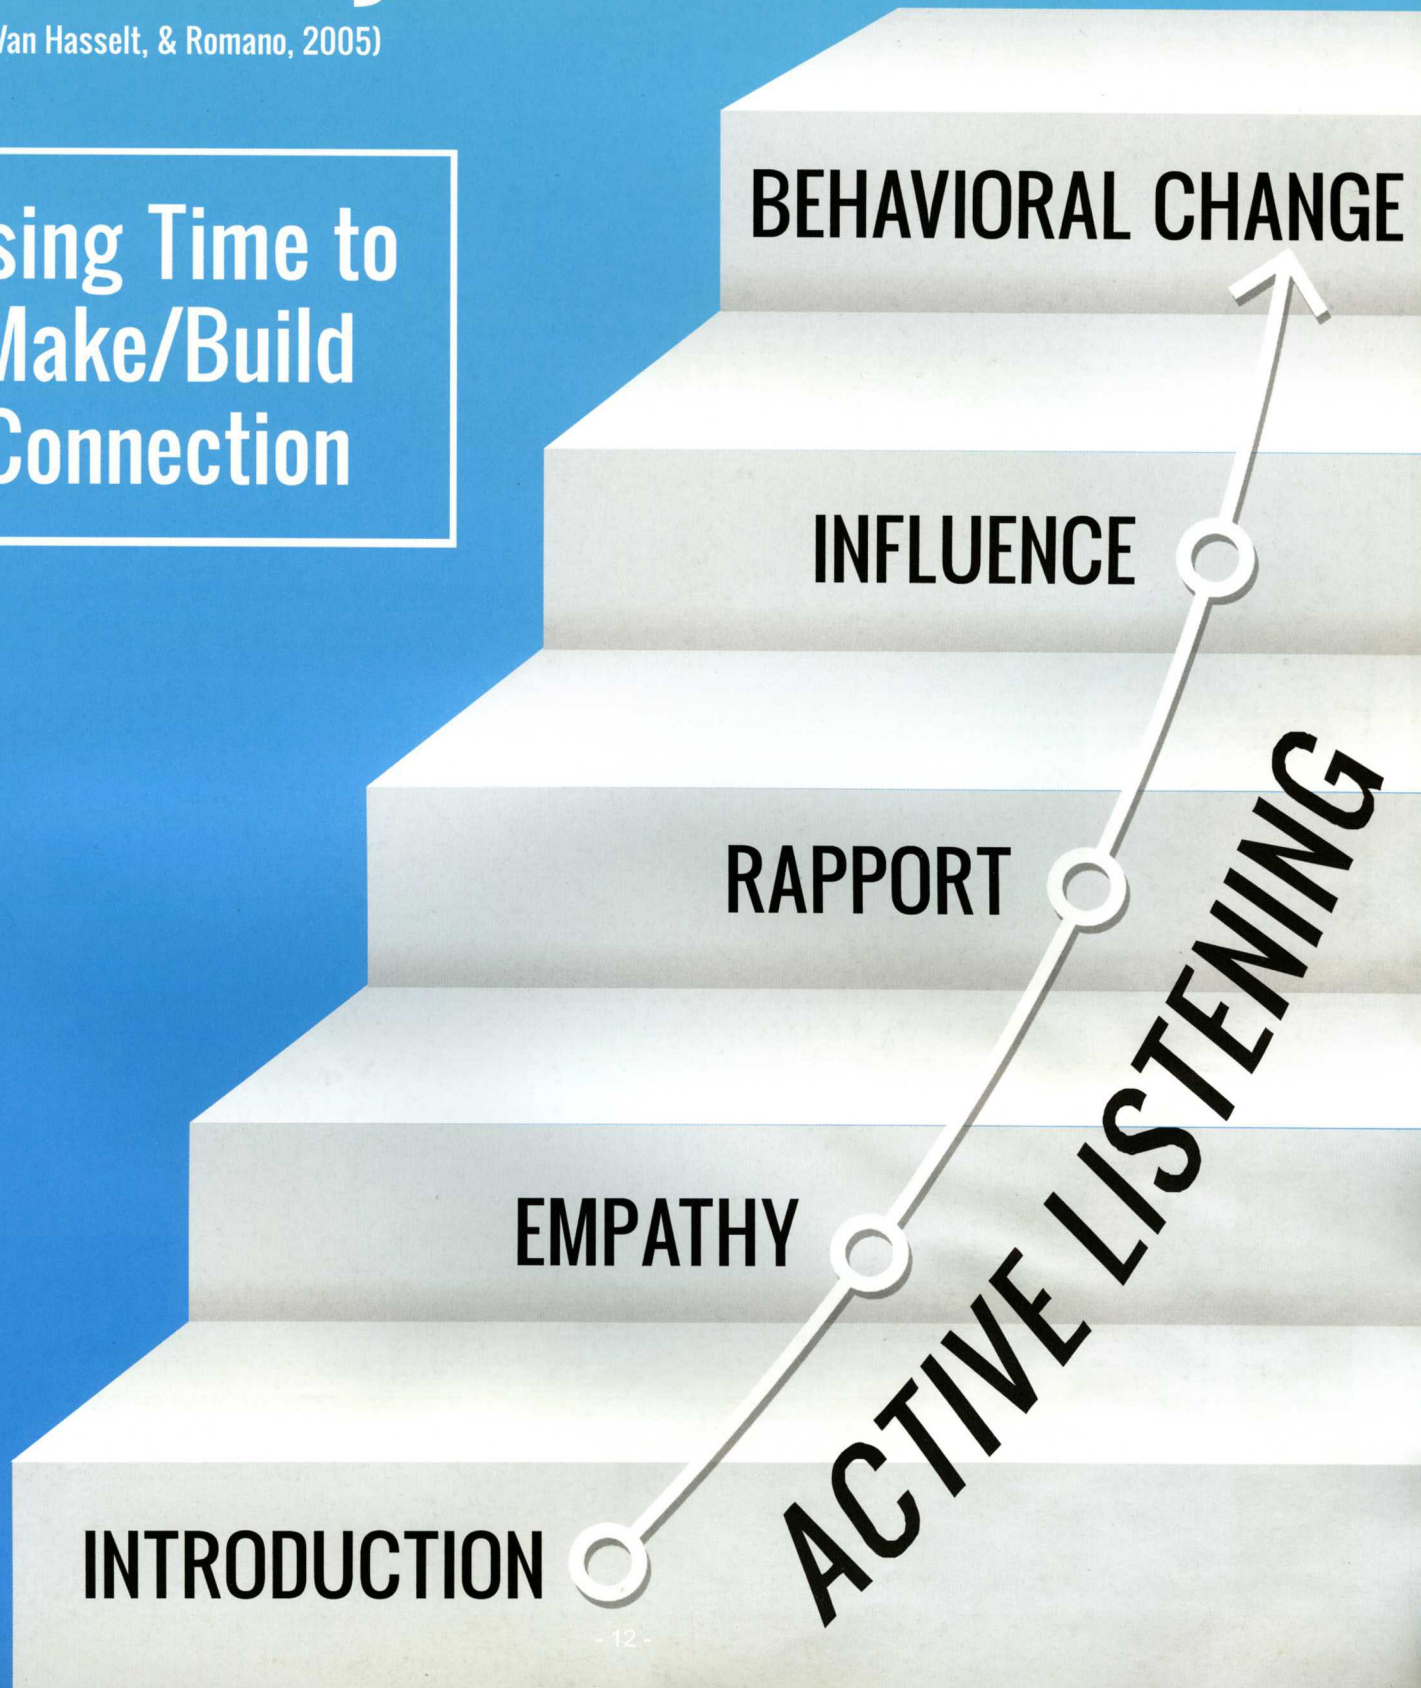 Van Hasselt, & Romano, 2005)
sing Time to
Make/Build
Connection
BEHAVIORAL CHANGE
INFLUENCE
RAPPORT
EMPATHY
INTRODUCTION
ACTIVE LISTENING
- 12 -